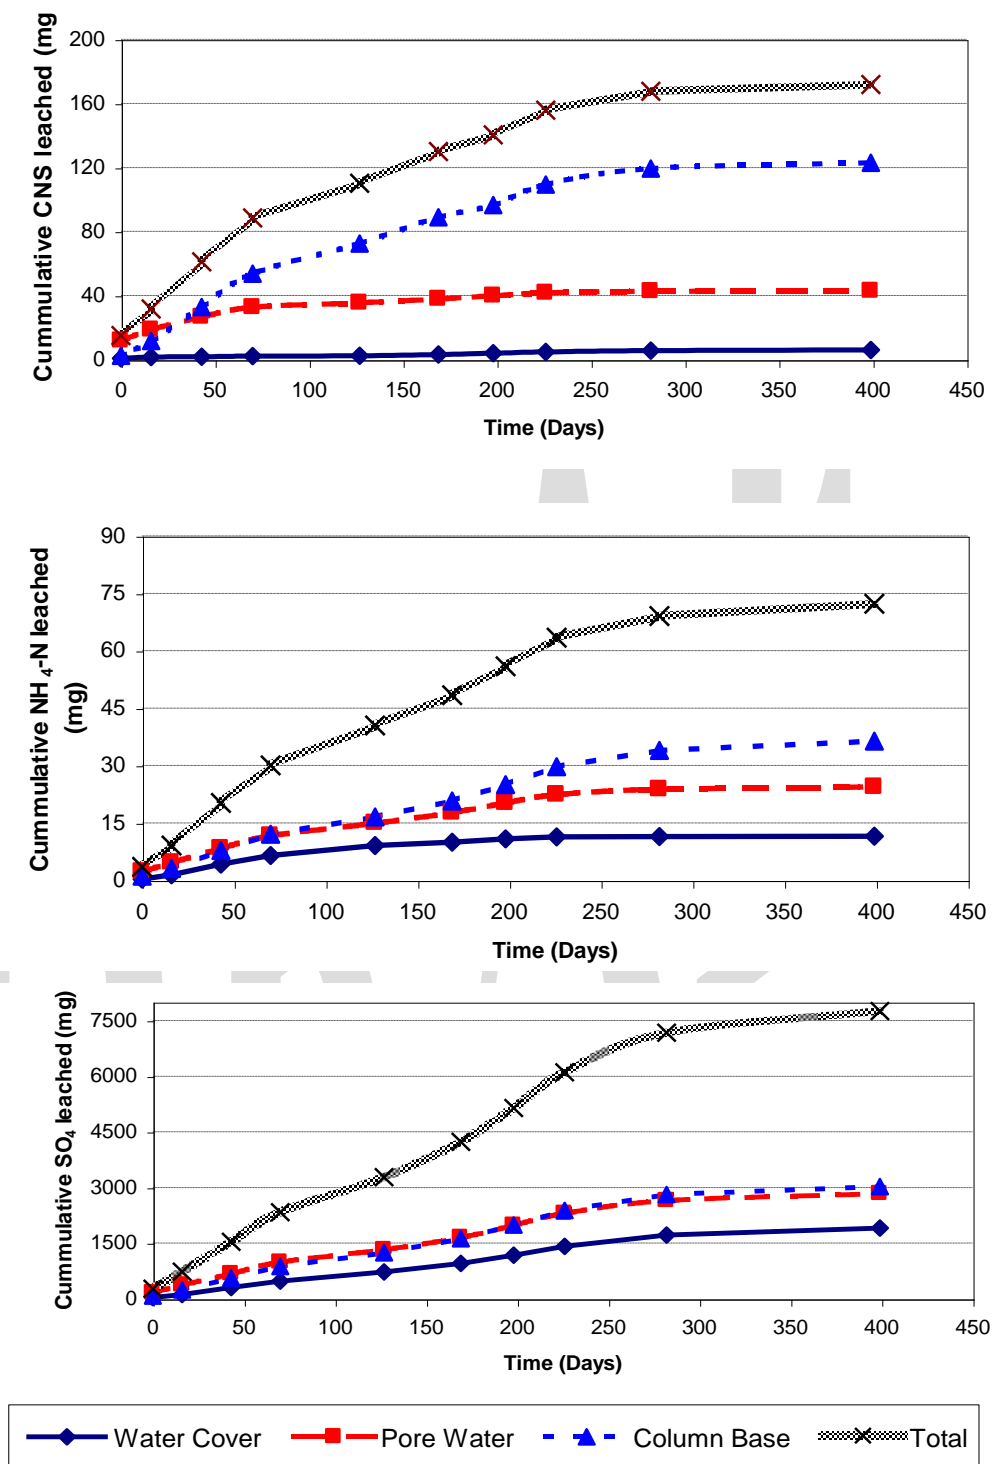 Cummulative CNS leached (mg
200
160
120
80
40
0
0 50 100 150 200 250 300 350 400 450
Time (Days)
Cummulative NH4-N leached
(mg)
90
75
60
45
30
15
0
0 50 100 150 200 250 300 350 400 450
Time (Days)
Cummulative SO4 leached (mg)
7500
6000
4500
3000
1500
0
0 50 100 150 200 250 300 350 400 450
Time (Days)
Water Cover Pore Water Column Base Total